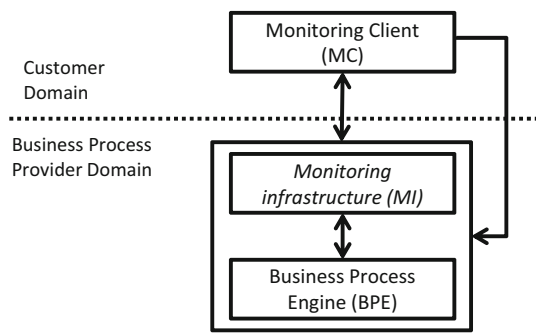 Monitoring Client
(MC)
Customer
Domain
Business Process
Provider Domain
Monitoring
infrastructure (MI)
Business Process
Engine (BPE)